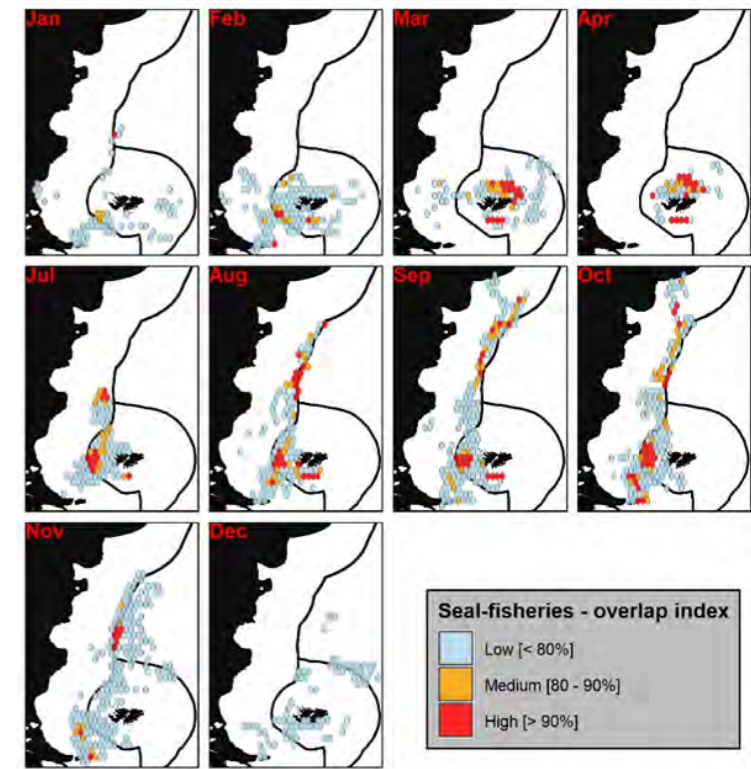 Jan
Feb
Mar
Apr
Jul
Aug
Sep
Oct
Nov
Dec
Seal-fisheries - overlap index
Low [< 80%]
Medium [80 - 90%]
High [> 90%]